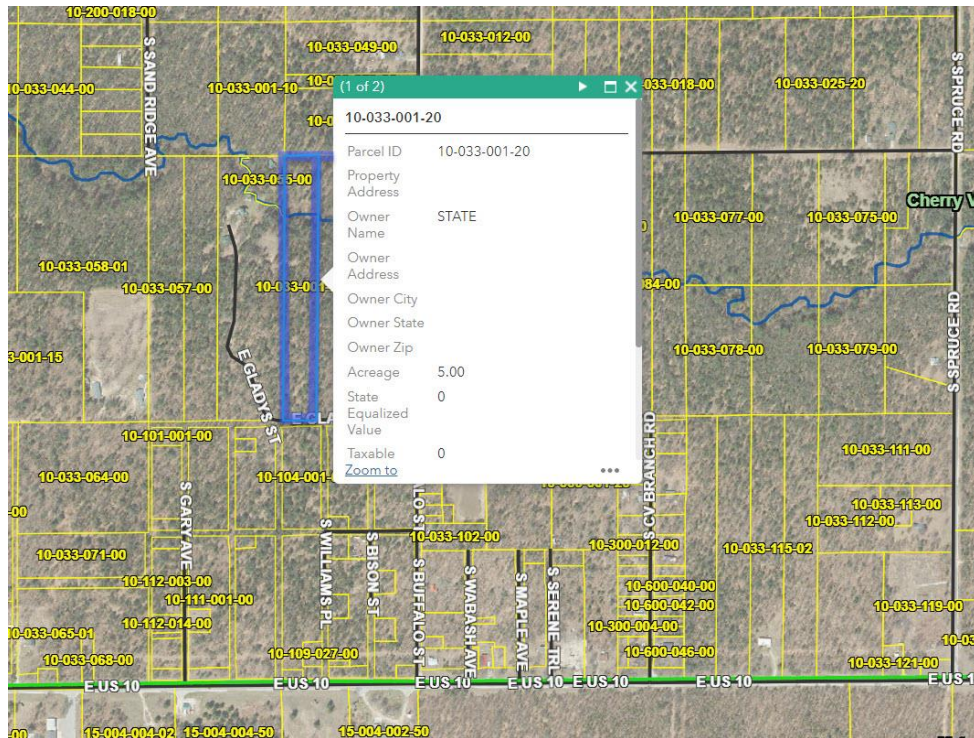 10-200-018-00
10-033-049-00
10-033-012-00
S SAND RIDGE AVE
S SPRUCE RD
10-033-044-00
10-033-001-10
033-018-00
10-033-025-20
(1 of 2)
10-033-001-20
Parcel ID 10-033-001-20
Property
Address
Owner STATE
Name
Owner
Address
Owner City
Owner State
Owner Zip
Acreage 5.00
State 0
Equalized
Value
Taxable 0
Zoom to
Cherry V
10-033-077-00
10-033-075-00
10-033-058-01
10-033-057-00
084-00
3-001-15
10-033-078-00
10-033-079-00
S SPRUCE RD
E GLADYS ST
E GLA
10-101-001-00
S CV BRANCH RD
10-033-111-00
10-033-064-00
10-104-001-
-00
S GARY AVE
10-033-113-00
10-033-112-00
S WILLIAMS PL
S BISON ST
10-033-102-00
10-300-012-00
10-033-115-02
10-033-071-00
10-112-003-00
10-111-001-00
S BUFFALO ST
S WABASH AVE
S MAPLE AVE
S SERENE TRL
10-600-040-00
10-600-042-00
10-033-119-00
10-112-014-00
10-300-004-00
10-033-065-01
10-033-068-00
10-109-027-00
10-600-046-00
10-033-121-00
E US 10
E US 10
E US 10
E US 10
E US 10
E US 10
E US 1
-00
15-004-004-02
15-004-004-50
15-004-002-50